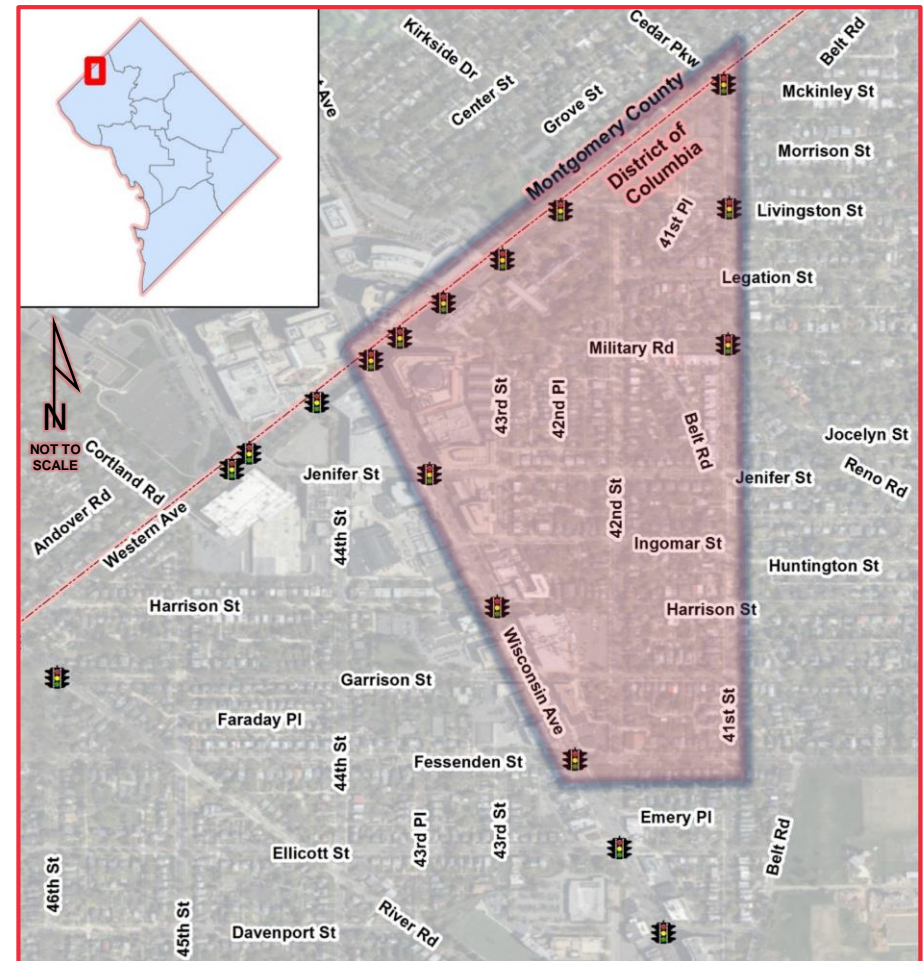 Kirkside Dr
Cedar Pkw
Belt Rd
Ave
Center St
Grove St
Mckinley St
Montgomery County
District of
Columbia
Morrison St
41st Pl
Livingston St
Legation St
Military Rd
N
NOT TO
SCALE
43rd St
42nd Pl
Belt Rd
Jocelyn St
Reno Rd
Cortland Rd
Andover Rd
Western Ave
Jenifer St
Jenifer St
44th St
42nd St
Ingomar St
Huntington St
Harrison St
Harrison St
Wisconsin Ave
Garrison St
Faraday Pl
41st St
44th St
Fessenden St
Emery Pl
43rd Pl
43rd St
Belt Rd
Ellicott St
46th St
45th St
River Rd
Davenport St